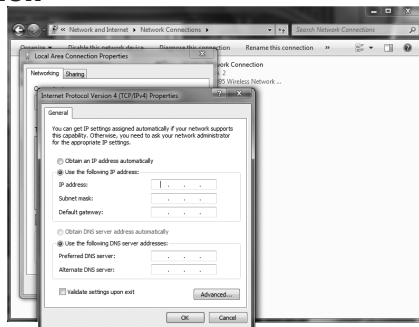 « Network and Internet ▸ Network Connections ▸
Search Network Connections
Organize ▾ Disable this network device Diagnose this connection Rename this connection »
Local Area Connection Properties
Networking Sharing
work Connection
2
95 Wireless Network ...
Internet Protocol Version 4 (TCP/IPv4) Properties
General
You can get IP settings assigned automatically if your network supports
this capability. Otherwise, you need to ask your network administrator
for the appropriate IP settings.
Obtain an IP address automatically
Use the following IP address:
IP address:
Subnet mask:
Default gateway:
Obtain DNS server address automatically
Use the following DNS server addresses:
Preferred DNS server:
Alternate DNS server:
Validate settings upon exit
Advanced...
OK Cancel